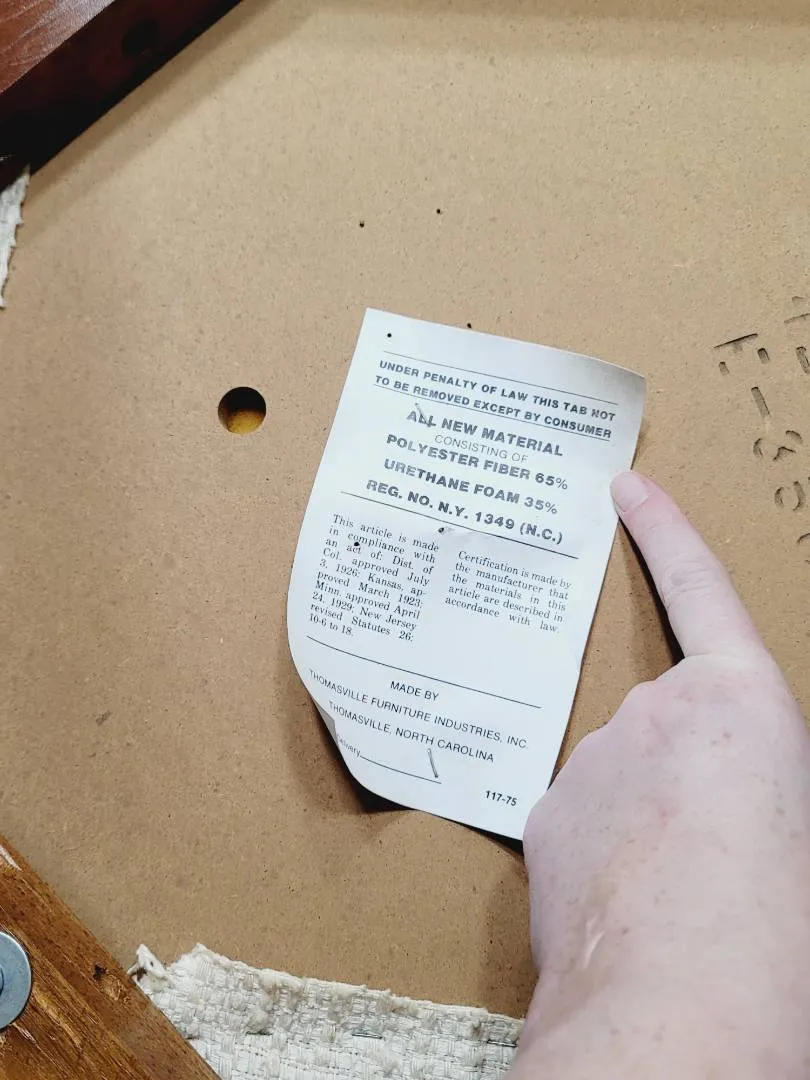 UNDER PENALTY OF LAW THIS TAB NOT
TO BE REMOVED EXCEPT BY CONSUMER
ALL NEW MATERIAL
CONSISTING OF
POLYESTER FIBER 65%
URETHANE FOAM 35%
REG. NO. N.Y. 1349 (N.C.)
This article is made
in compliance with
an act of: Dist. of
Col. approved July
3, 1926; Kansas, ap-
proved March 1923;
Minn. approved April
24, 1929; New Jersey
revised Statutes 26:
10-6 to 18.
Certification is made by
the manufacturer that
the materials in this
article are described in
accordance with law.
MADE BY
THOMASVILLE FURNITURE INDUSTRIES, INC.
THOMASVILLE, NORTH CAROLINA
117-75